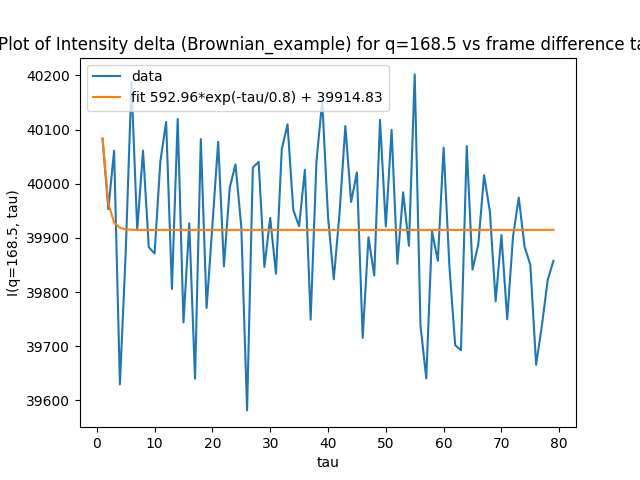 Plot of Intensity delta (Brownian_example) for q=168.5 vs frame difference
data
fit 592.96*exp(-tau/0.8) + 39914.83
I(q=168.5, tau)
40200
40100
40000
39900
39800
39700
39600
0 10 20 30 40 50 60 70 80
tau